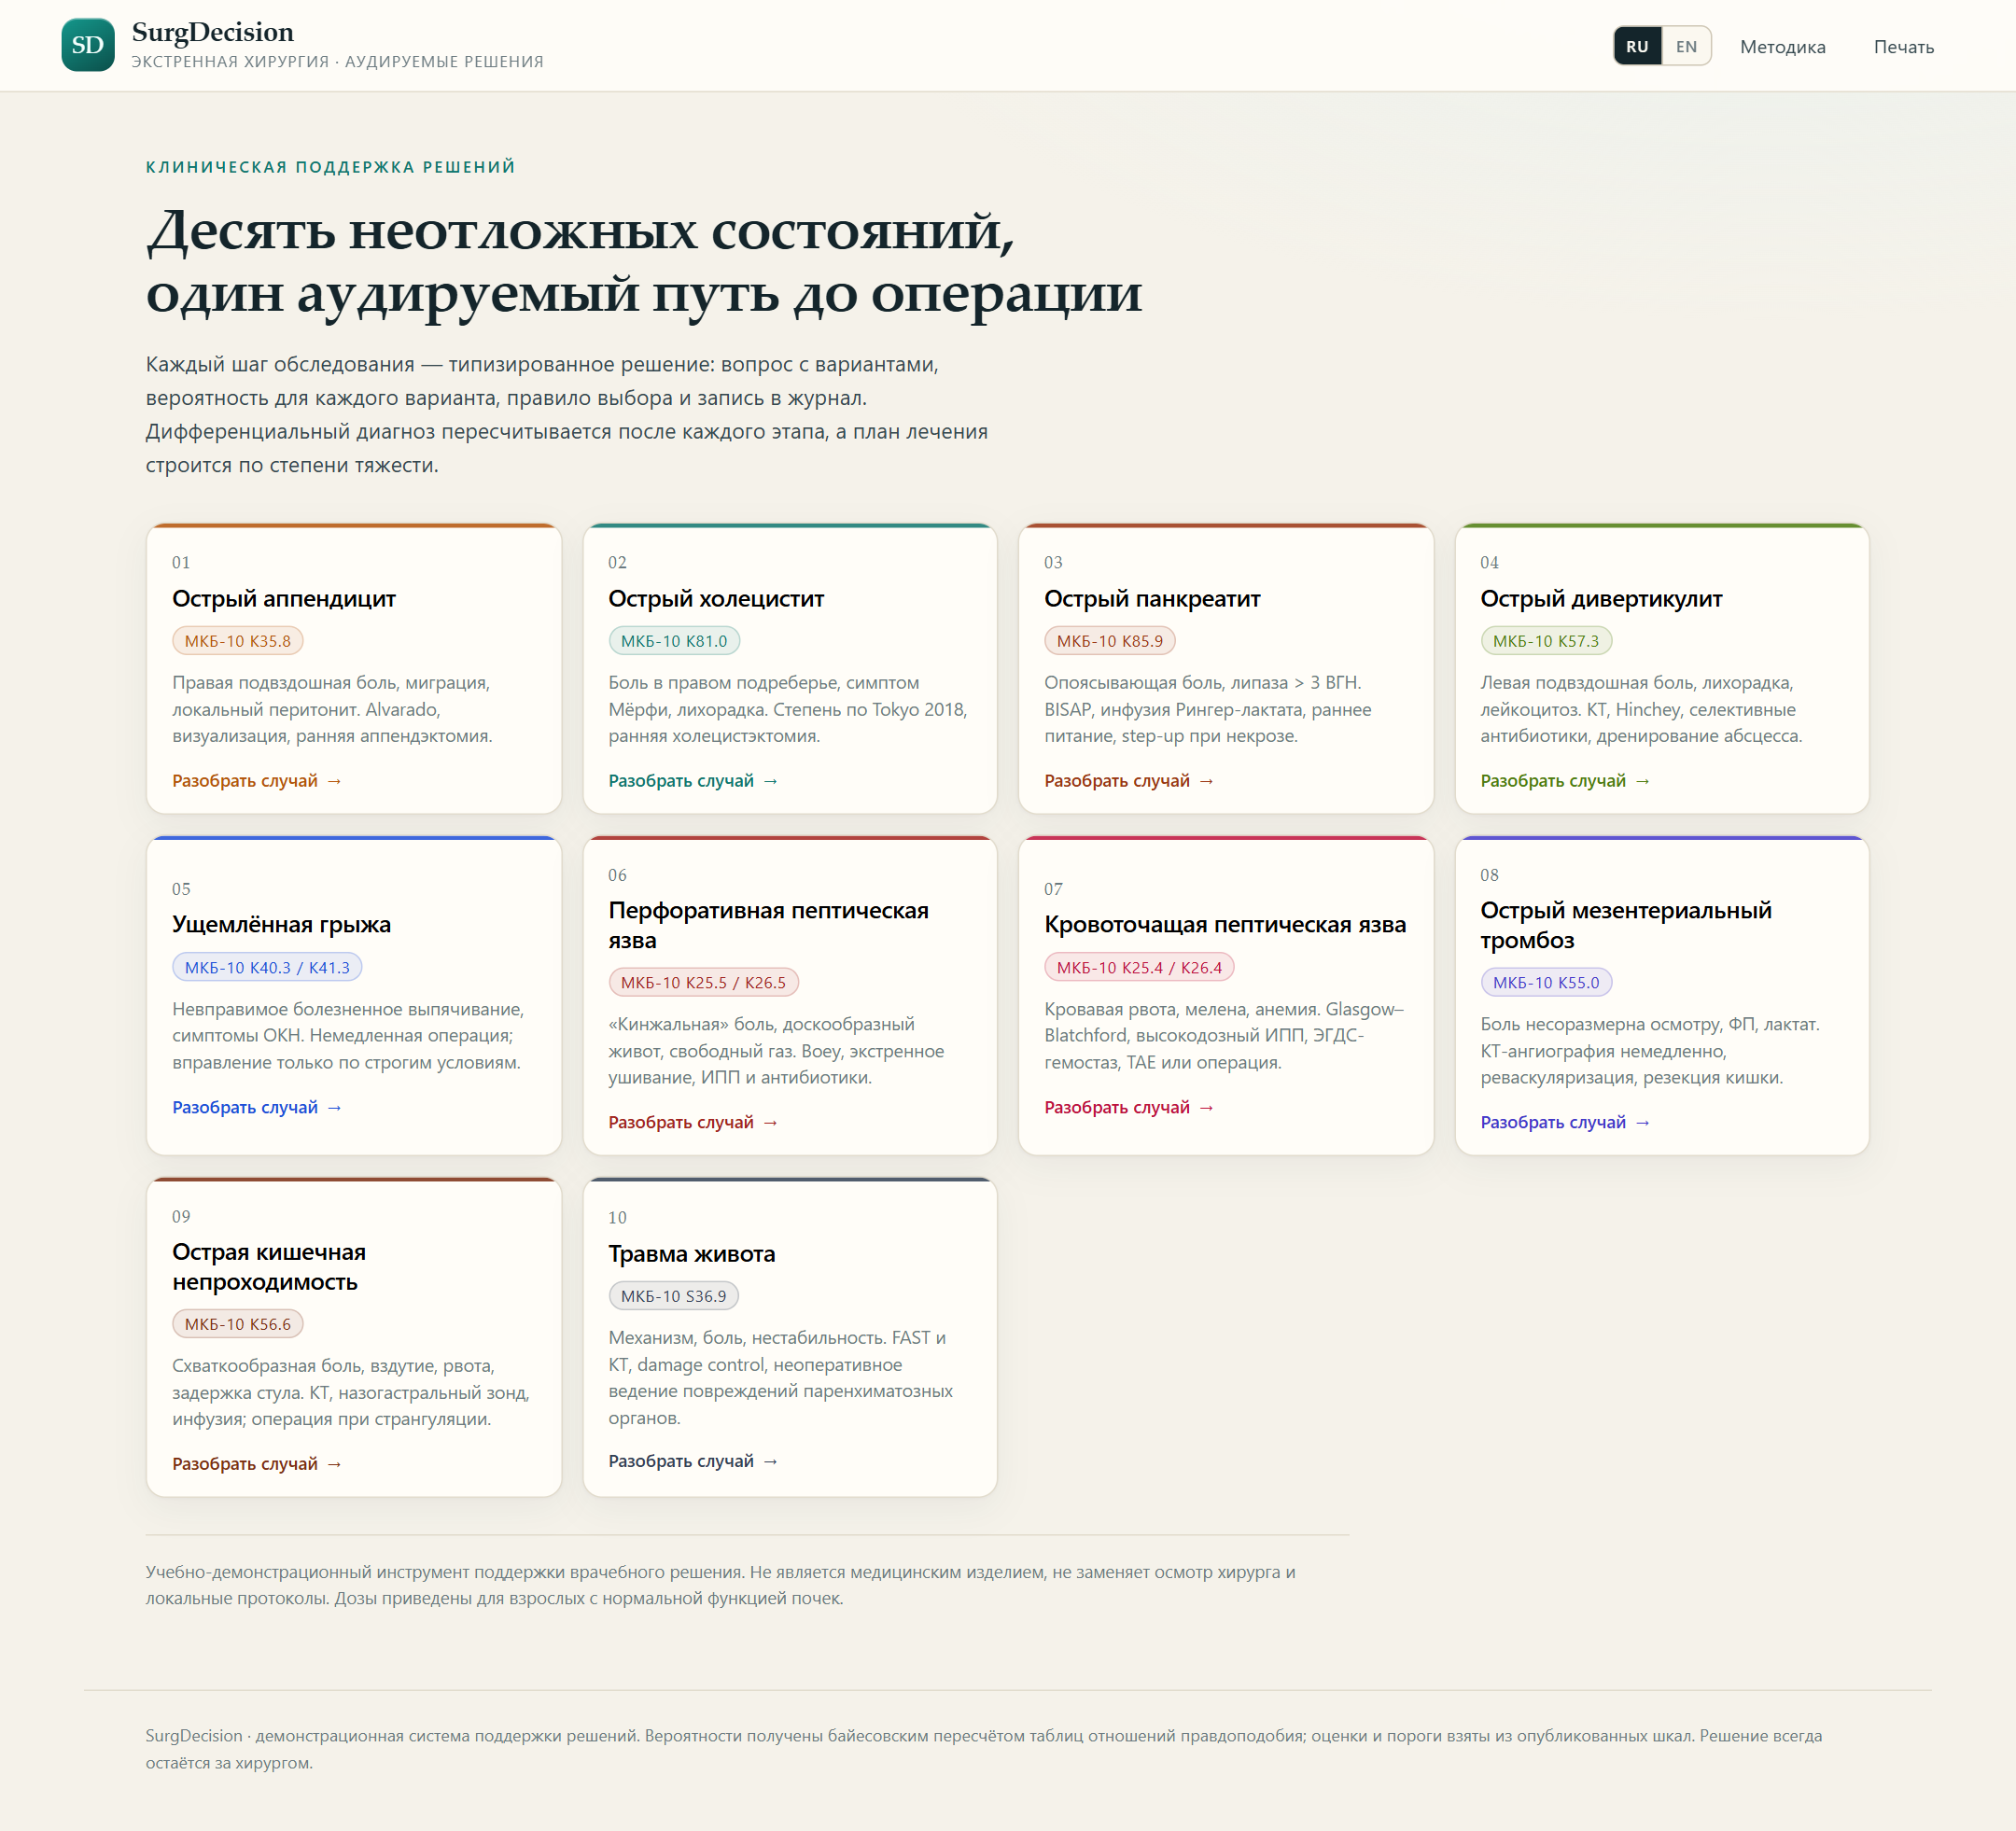 SD
SurgDecision
ЭКСТРЕННАЯ ХИРУРГИЯ · АУДИРУЕМЫЕ РЕШЕНИЯ
RU EN Методика Печать
КЛИНИЧЕСКАЯ ПОДДЕРЖКА РЕШЕНИЙ
Десять неотложных состояний,
один аудируемый путь до операции
Каждый шаг обследования — типизированное решение: вопрос с вариантами,
вероятность для каждого варианта, правило выбора и запись в журнал.
Дифференциальный диагноз пересчитывается после каждого этапа, а план лечения
строится по степени тяжести.
01
Острый аппендицит
МКБ-10 K35.8
Правая подвздошная боль, миграция,
локальный перитонит. Alvarado,
визуализация, ранняя аппендэктомия.
Разобрать случай →
02
Острый холецистит
МКБ-10 K81.0
Боль в правом подреберье, симптом
Мёрфи, лихорадка. Степень по Tokyo 2018,
ранняя холецистэктомия.
Разобрать случай →
03
Острый панкреатит
МКБ-10 K85.9
Опоясывающая боль, липаза > 3 ВГН.
BISAP, инфузия Рингер-лактата, раннее
питание, step-up при некрозе.
Разобрать случай →
04
Острый дивертикулит
МКБ-10 K57.3
Левая подвздошная боль, лихорадка,
лейкоцитоз. КТ, Hinchey, селективные
антибиотики, дренирование абсцесса.
Разобрать случай →
05
Ущемлённая грыжа
МКБ-10 K40.3 / K41.3
Невправимое болезненное выпячивание,
симптомы ОКН. Немедленная операция;
вправление только по строгим условиям.
Разобрать случай →
06
Перфоративная пептическая
язва
МКБ-10 K25.5 / K26.5
«Кинжальная» боль, доскообразный
живот, свободный газ. Boey, экстренное
ушивание, ИПП и антибиотики.
Разобрать случай →
07
Кровоточащая пептическая язва
МКБ-10 K25.4 / K26.4
Кровавая рвота, мелена, анемия. Glasgow–
Blatchford, высокодозный ИПП, ЭГДС-
гемостаз, TAE или операция.
Разобрать случай →
08
Острый мезентериальный
тромбоз
МКБ-10 K55.0
Боль несоразмерна осмотру, ФП, лактат.
КТ-ангиография немедленно,
реваскуляризация, резекция кишки.
Разобрать случай →
09
Острая кишечная
непроходимость
МКБ-10 K56.6
Схваткообразная боль, вздутие, рвота,
задержка стула. КТ, назогастральный зонд,
инфузия; операция при странгуляции.
Разобрать случай →
10
Травма живота
МКБ-10 S36.9
Механизм, боль, нестабильность. FAST и
КТ, damage control, неоперативное
ведение повреждений паренхиматозных
органов.
Разобрать случай →
Учебно-демонстрационный инструмент поддержки врачебного решения. Не является медицинским изделием, не заменяет осмотр хирурга и
локальные протоколы. Дозы приведены для взрослых с нормальной функцией почек.
SurgDecision · демонстрационная система поддержки решений. Вероятности получены байесовским пересчётом таблиц отношений правдоподобия; оценки и пороги взяты из опубликованных шкал. Решение всегда
остаётся за хирургом.